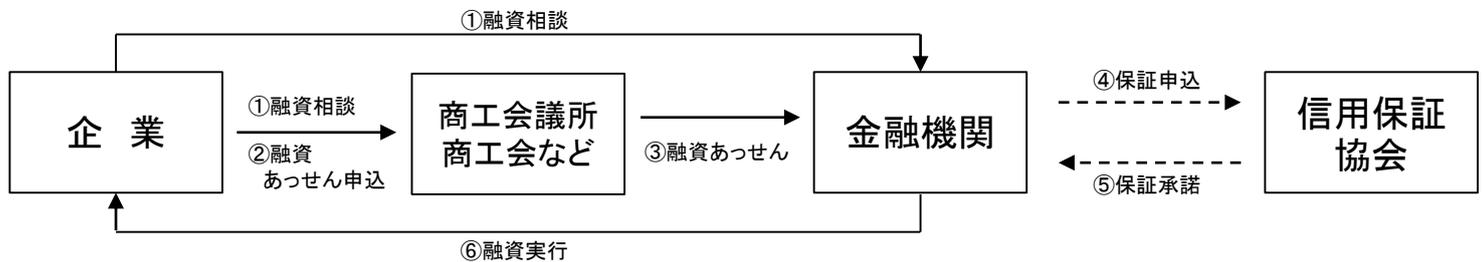 ①融資相談
企　業
①融資相談
②融資
あっせん申込
商工会議所
商工会など
③融資あっせん
金融機関
④保証申込
⑤保証承諾
信用保証
協会
⑥融資実行